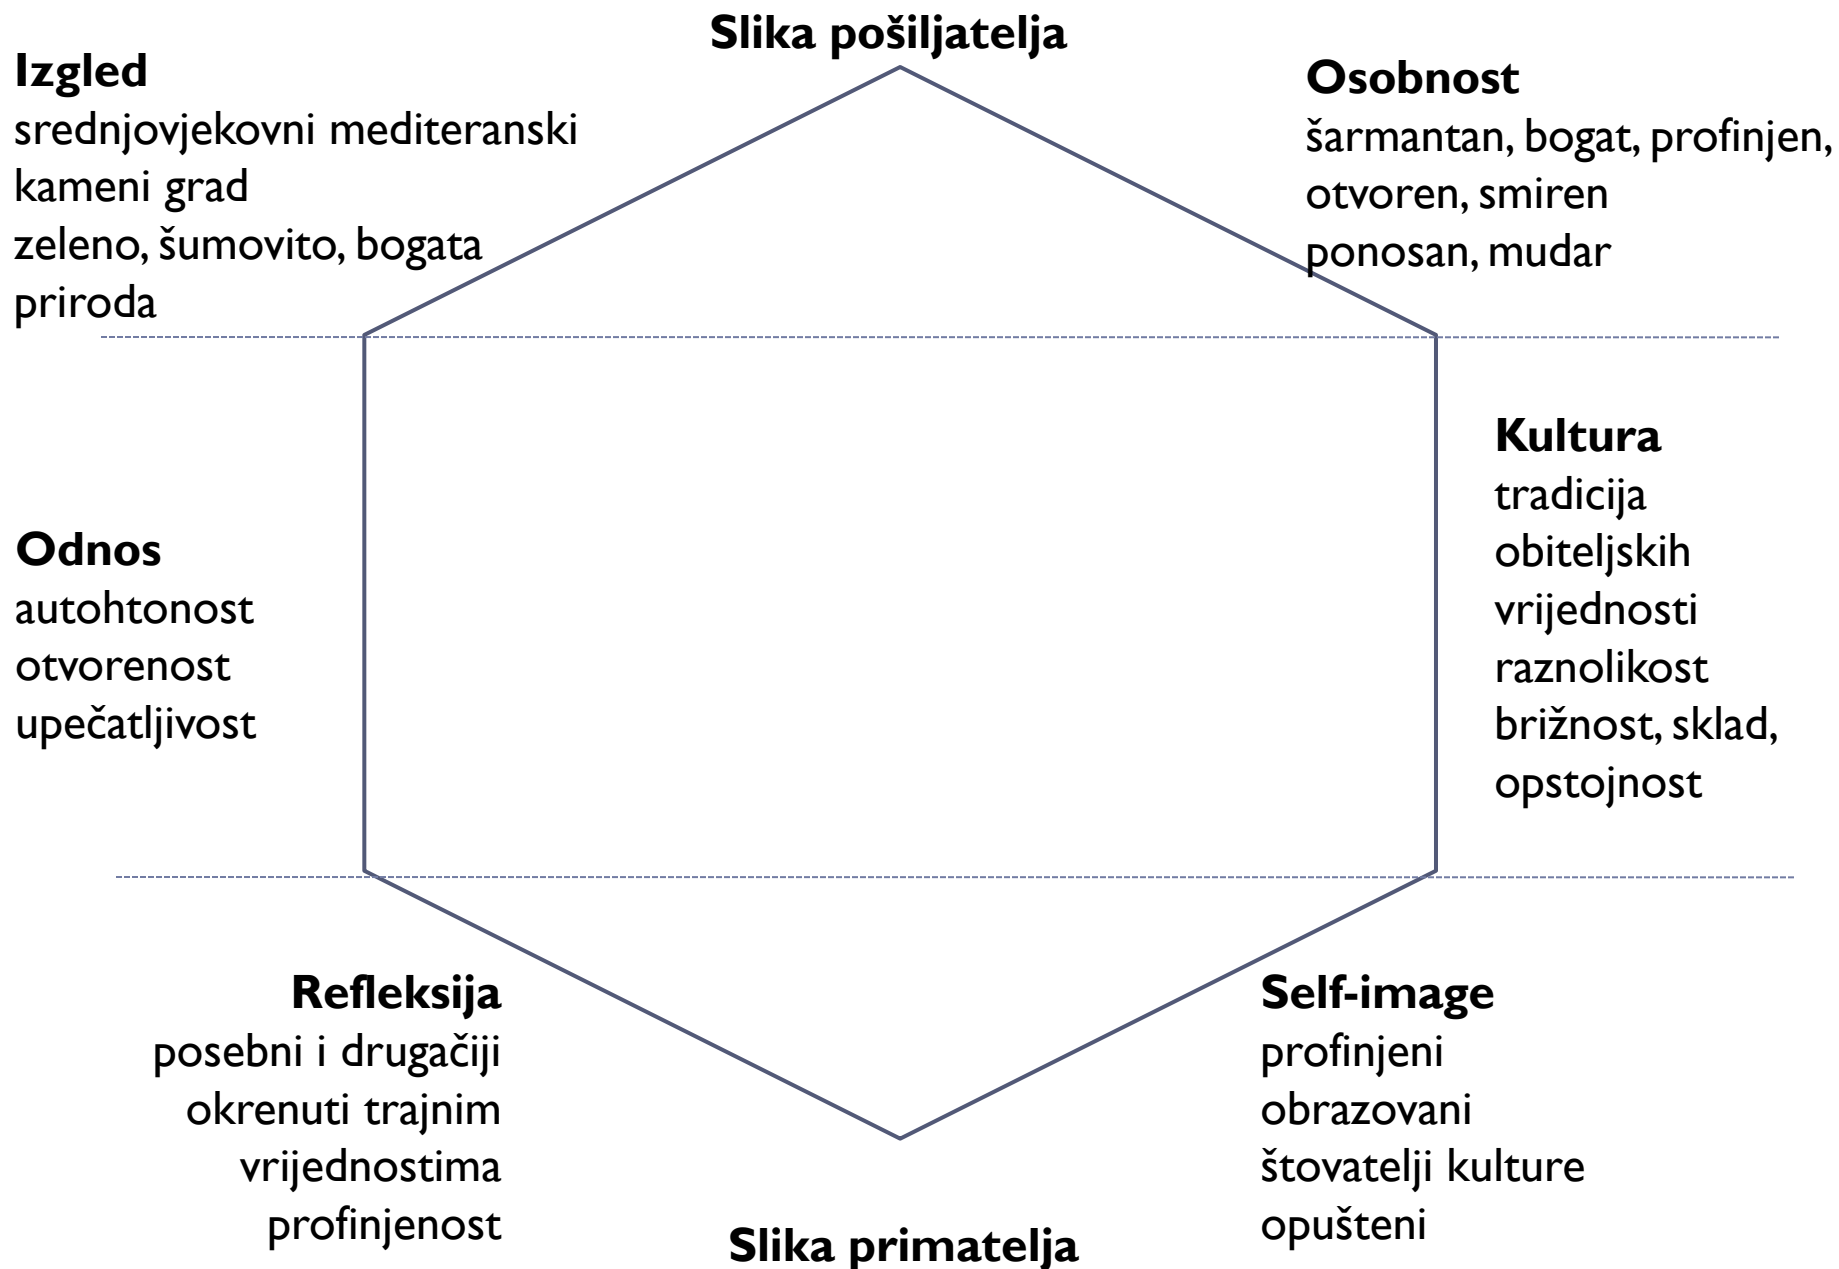 Slika pošiljatelja
Izgled
srednjovjekovni mediteranski
kameni grad
zeleno, šumovito, bogata
priroda
Osobnost
šarmantan, bogat, profinjen,
otvoren, smiren
ponosan, mudar
Odnos
autohtonost
otvorenost
upečatljivost
Kultura
tradicija
obiteljskih
vrijednosti
raznolikost
brižnost, sklad,
opstojnost
Refleksija
posebni i drugačiji
okrenuti trajnim
vrijednostima
profinjenost
Self-image
profinjeni
obrazovani
štovatelji kulture
opušteni
Slika primatelja